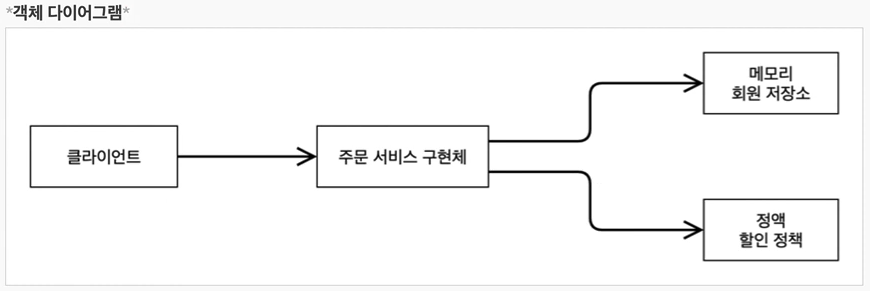 *객체 다이어그램*
클라이언트
주문 서비스 구현체
메모리
회원 저장소
정액
할인 정책